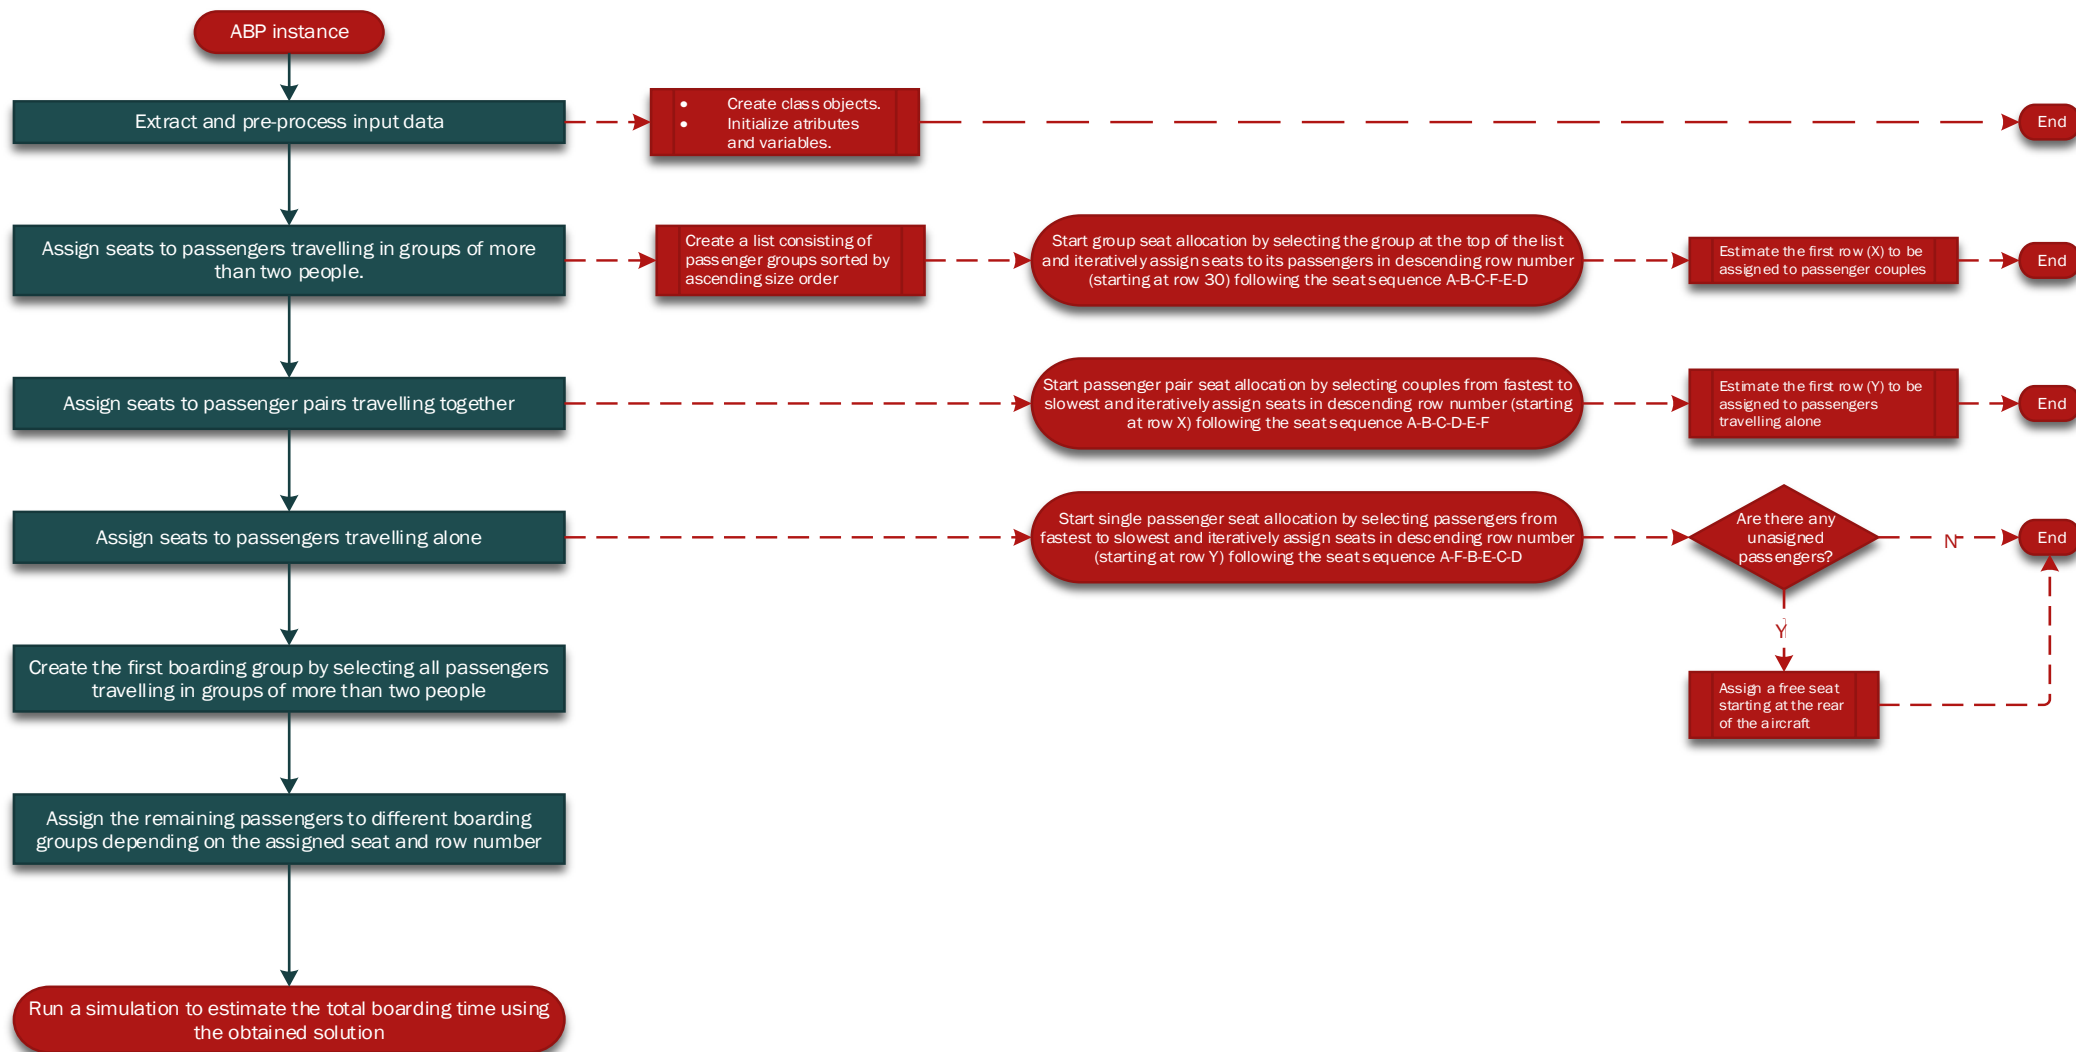 ABP instance
Extract and pre-process input data
• Create class objects.
• Initialize atributes
and variables.
End
Assign seats to passengers travelling in groups of more
than two people.
Create a list consisting of
passenger groups sorted by
ascending size order
Start group seat allocation by selecting the group at the top of the list
and iteratively assign seats to its passengers in descending row number
(starting at row 30) following the seat sequence A-B-C-F-E-D
Estimate the first row (X) to be
assigned to passenger couples
End
Assign seats to passenger pairs travelling together
Start passenger pair seat allocation by selecting couples from fastest to
slowest and iteratively assign seats in descending row number (starting
at row X) following the seat sequence A-B-C-D-E-F
Estimate the first row (Y) to be
assigned to passengers
travelling alone
End
Assign seats to passengers travelling alone
Start single passenger seat allocation by selecting passengers from
fastest to slowest and iteratively assign seats in descending row number
(starting at row Y) following the seat sequence A-F-B-E-C-D
Are there any
unasigned
passengers?
N
End
Y
Assign a free seat
starting at the rear
of the aircraft
Create the first boarding group by selecting all passengers
travelling in groups of more than two people
Assign the remaining passengers to different boarding
groups depending on the assigned seat and row number
Run a simulation to estimate the total boarding time using
the obtained solution